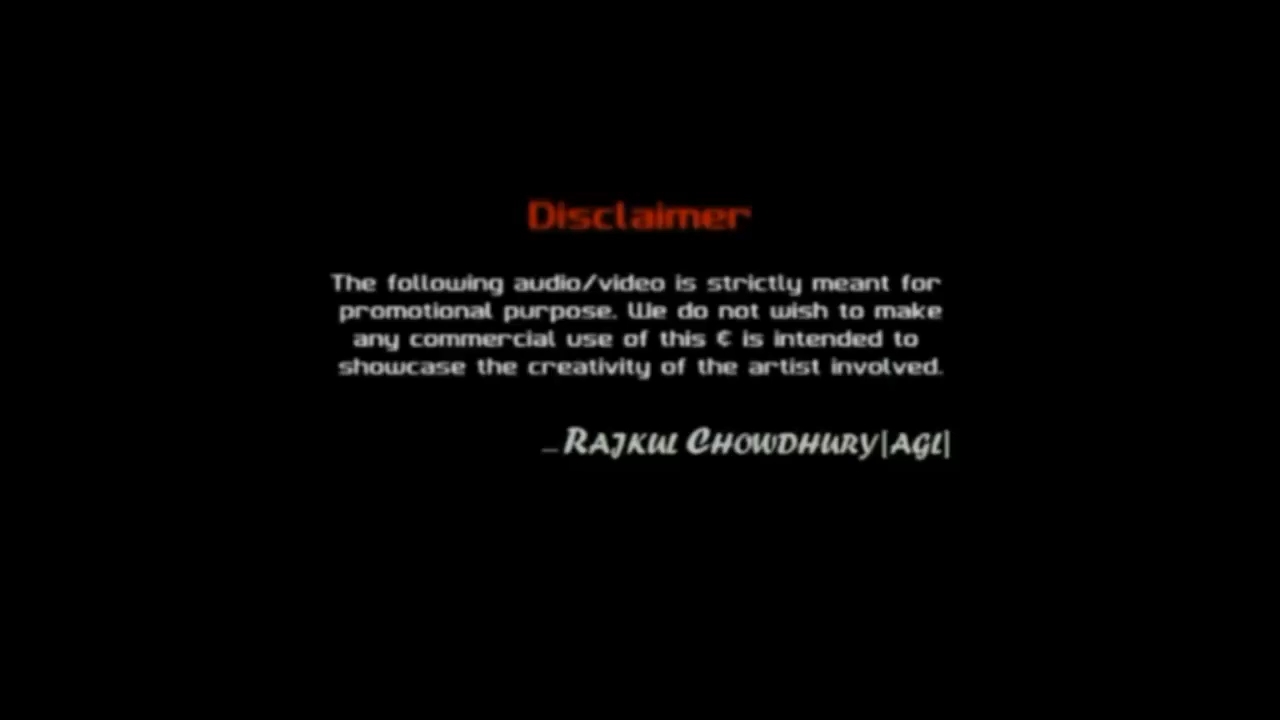 Disclaimer
The following audio/video is strictly meant for
promotional purpose. We do not wish to make
any commercial use of this & is intended to
showcase the creativity of the artist involved.
_RAJKUL CHOWDHURY|AGL|